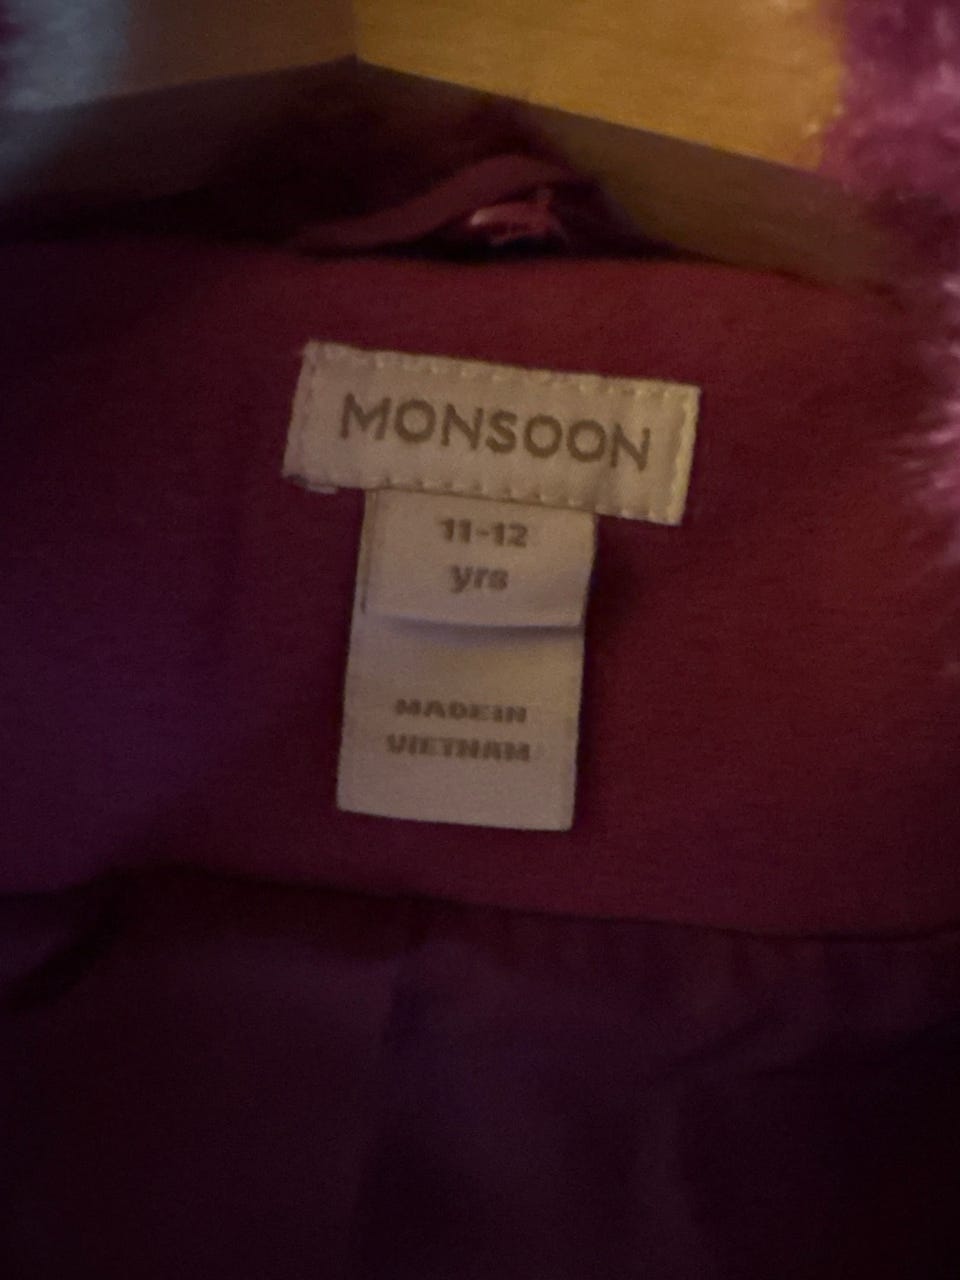 MONSOON
11-12
yrs
MADE IN
VIETNAM